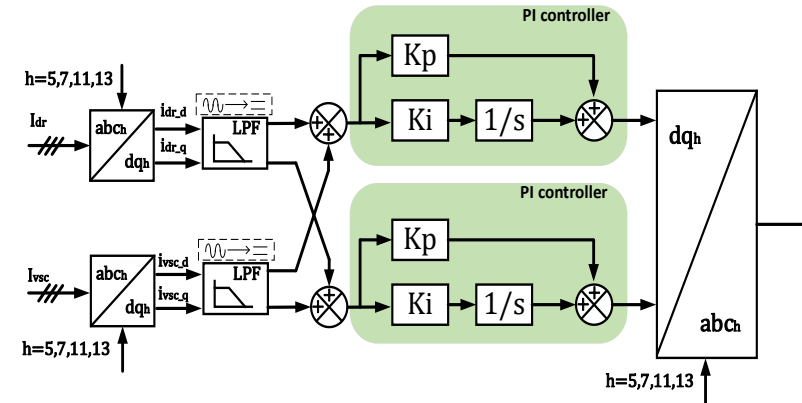 PI controller
h=5,7,11,13
Idr
abch
dqh
idr_d
idr_q
LPF
+
+
Kp
Ki
1/s
+
+
PI controller
Ivsc
abch
dqh
ivsc_d
ivsc_q
LPF
+
+
Kp
Ki
1/s
+
+
h=5,7,11,13
dqh
abch
h=5,7,11,13